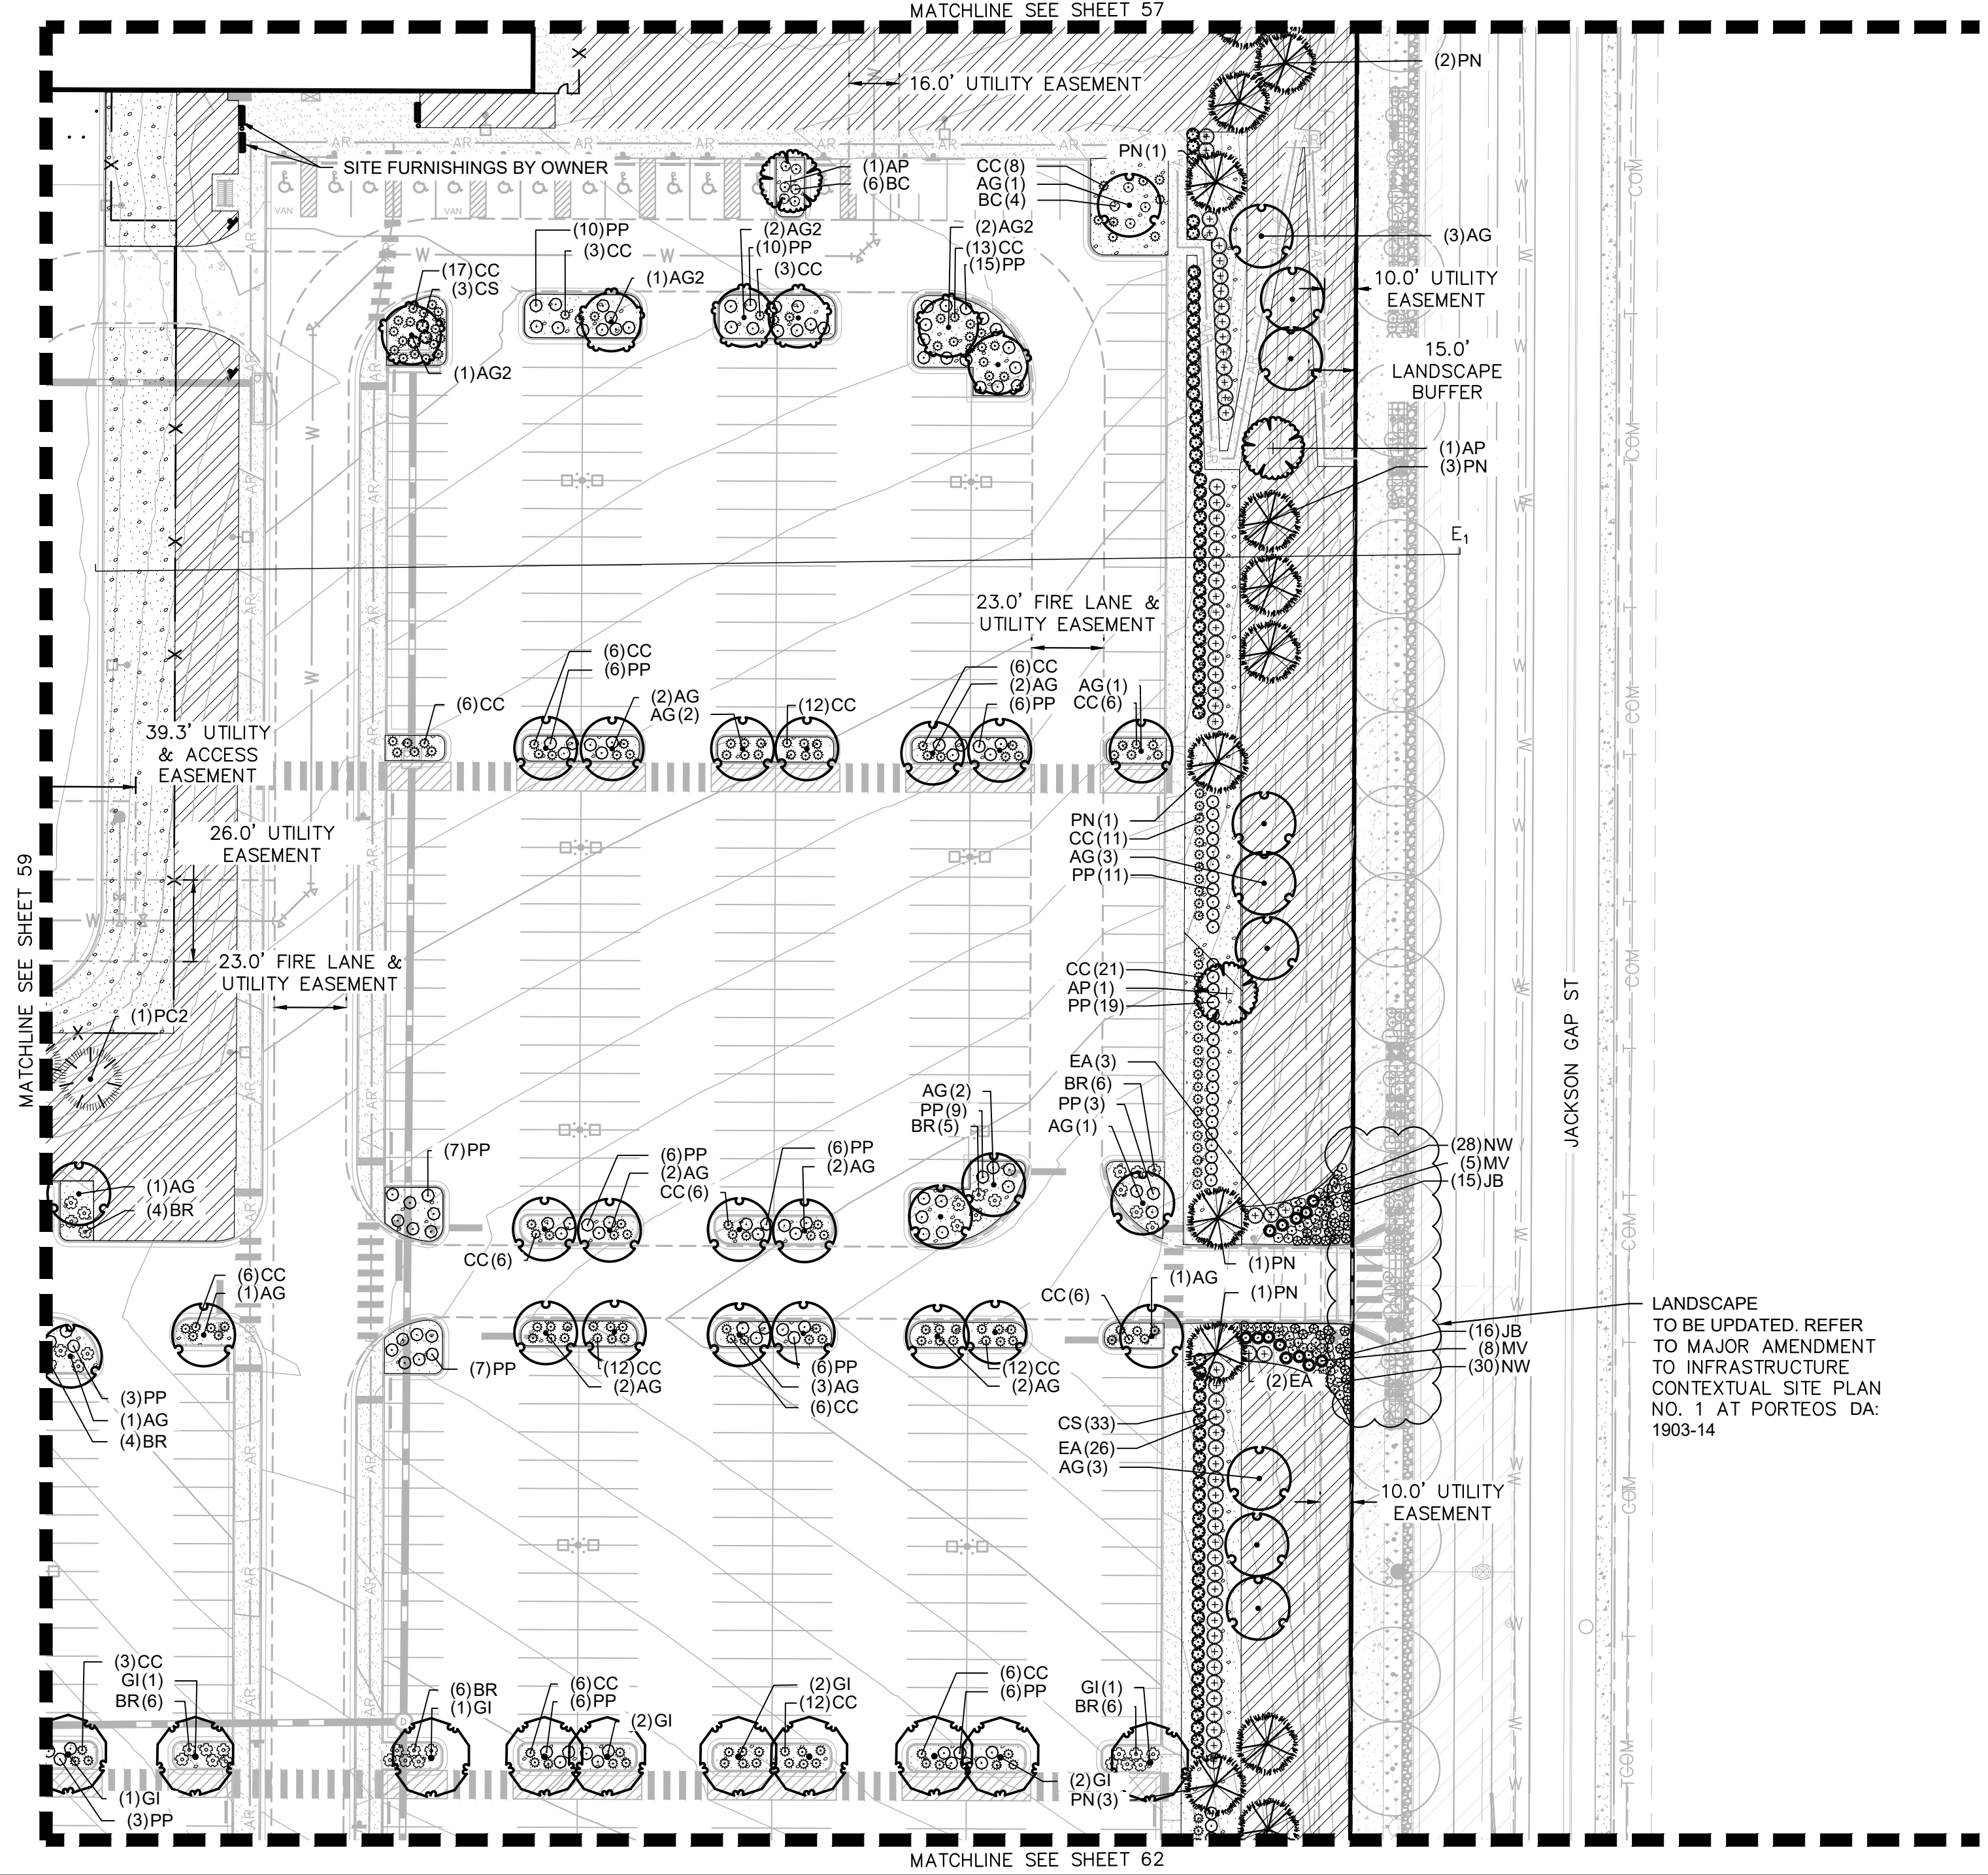 MATCHLINE SEE SHEET 57
(2)PN
16.0' UTILITY EASEMENT
SITE FURNISHINGS BY OWNER
VAN
VAN
(1)AP
(6)BC
PN(1)
CC(8)
AG(1)
BC(4)
(10)PP
(3)CC
(1)AG2
(2)AG2
(10)PP
(3)CC
(2)AG2
(13)CC
(15)PP
(3)AG
(17)CC
(3)CS
(1)AG2
10.0' UTILITY
EASEMENT
15.0'
LANDSCAPE
BUFFER
(1)AP
(3)PN
E1
23.0' FIRE LANE &
UTILITY EASEMENT
(6)CC
(6)PP
(6)CC
(2)AG
AG(2)
(12)CC
(6)CC
(2)AG
(6)PP
AG(1)
CC(6)
39.3' UTILITY
& ACCESS
EASEMENT
26.0' UTILITY
EASEMENT
MATCHLINE SEE SHEET 59
PN(1)
CC(11)
AG(3)
PP(11)
23.0' FIRE LANE &
UTILITY EASEMENT
(1)PC2
CC(21)
AP(1)
PP(19)
JACKSON GAP ST
EA(3)
BR(6)
PP(3)
AG(1)
AG(2)
PP(9)
BR(5)
(28)NW
(5)MV
(15)JB
(7)PP
(6)PP
(2)AG
CC(6)
(6)PP
(2)AG
(1)AG
(4)BR
CC(6)
(1)PN
(1)AG
(1)PN
CC(6)
(6)CC
(1)AG
LANDSCAPE
TO BE UPDATED. REFER
TO MAJOR AMENDMENT
TO INFRASTRUCTURE
CONTEXTUAL SITE PLAN
NO. 1 AT PORTEOS DA:
1903-14
(16)JB
(8)MV
(30)NW
(2)EA
(7)PP
(12)CC
(2)AG
(6)PP
(3)AG
(6)CC
(12)CC
(2)AG
(3)PP
(1)AG
(4)BR
CS(33)
EA(26)
AG(3)
10.0' UTILITY
EASEMENT
(3)CC
GI(1)
BR(6)
(6)BR
(1)GI
(6)CC
(6)PP
(2)GI
(2)GI
(12)CC
(6)CC
(6)PP
GI(1)
BR(6)
(2)GI
PN(3)
(1)GI
(3)PP
MATCHLINE SEE SHEET 62